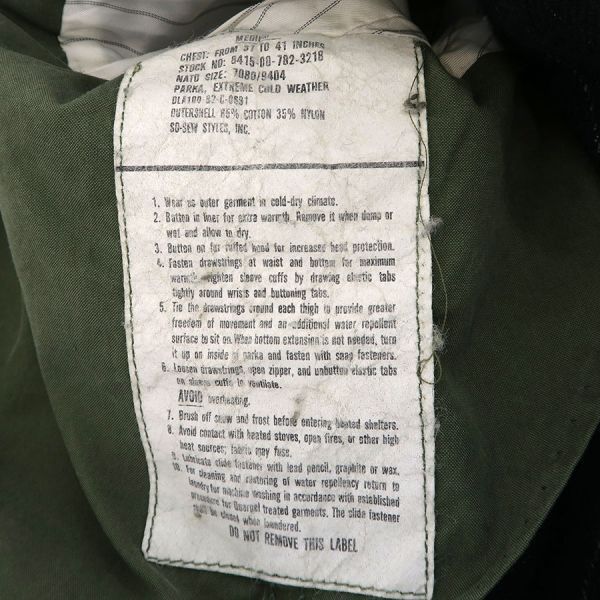 MEDIUM
CHEST: FROM 37 TO 41 INCHES
STOCK NO: 8415-00-782-3218
NATO SIZE: 7080/9404
PARKA, EXTREME COLD WEATHER
DLA100-82-C-0631
OUTERSHELL 65% COTTON 35% NYLON
SO-SEW STYLES, INC.
1. Wear as outer garment in cold-dry climate.
2. Button in liner for extra warmth. Remove it when damp or
wet and allow to dry.
3. Button on fur ruffed hood for increased head protection.
4. Fasten drawstrings at waist and bottom for maximum
warmth, tighten sleeve cuffs by drawing elastic tabs
tightly around wrists and buttoning tabs.
5. Tie the drawstrings around each thigh to provide greater
freedom of movement and an additional water repellent
surface to sit on. When bottom extension is not needed, turn
it up on inside of parka and fasten with snap fasteners.
6. Loosen drawstrings, open zipper, and unbutton elastic tabs
on sleeve cuffs to ventilate.
AVOID overheating.
7. Brush off snow and frost before entering heated shelters.
8. Avoid contact with heated stoves, open fires, or other high
heat sources; fabric may fuse.
9. Lubricate slide fastener with lead pencil, graphite or wax.
10. For cleaning and restoring of water repellency return to
laundry for machine washing in accordance with established
procedure for Quarpel treated garments. The slide fastener
must be closed when laundered.
DO NOT REMOVE THIS LABEL